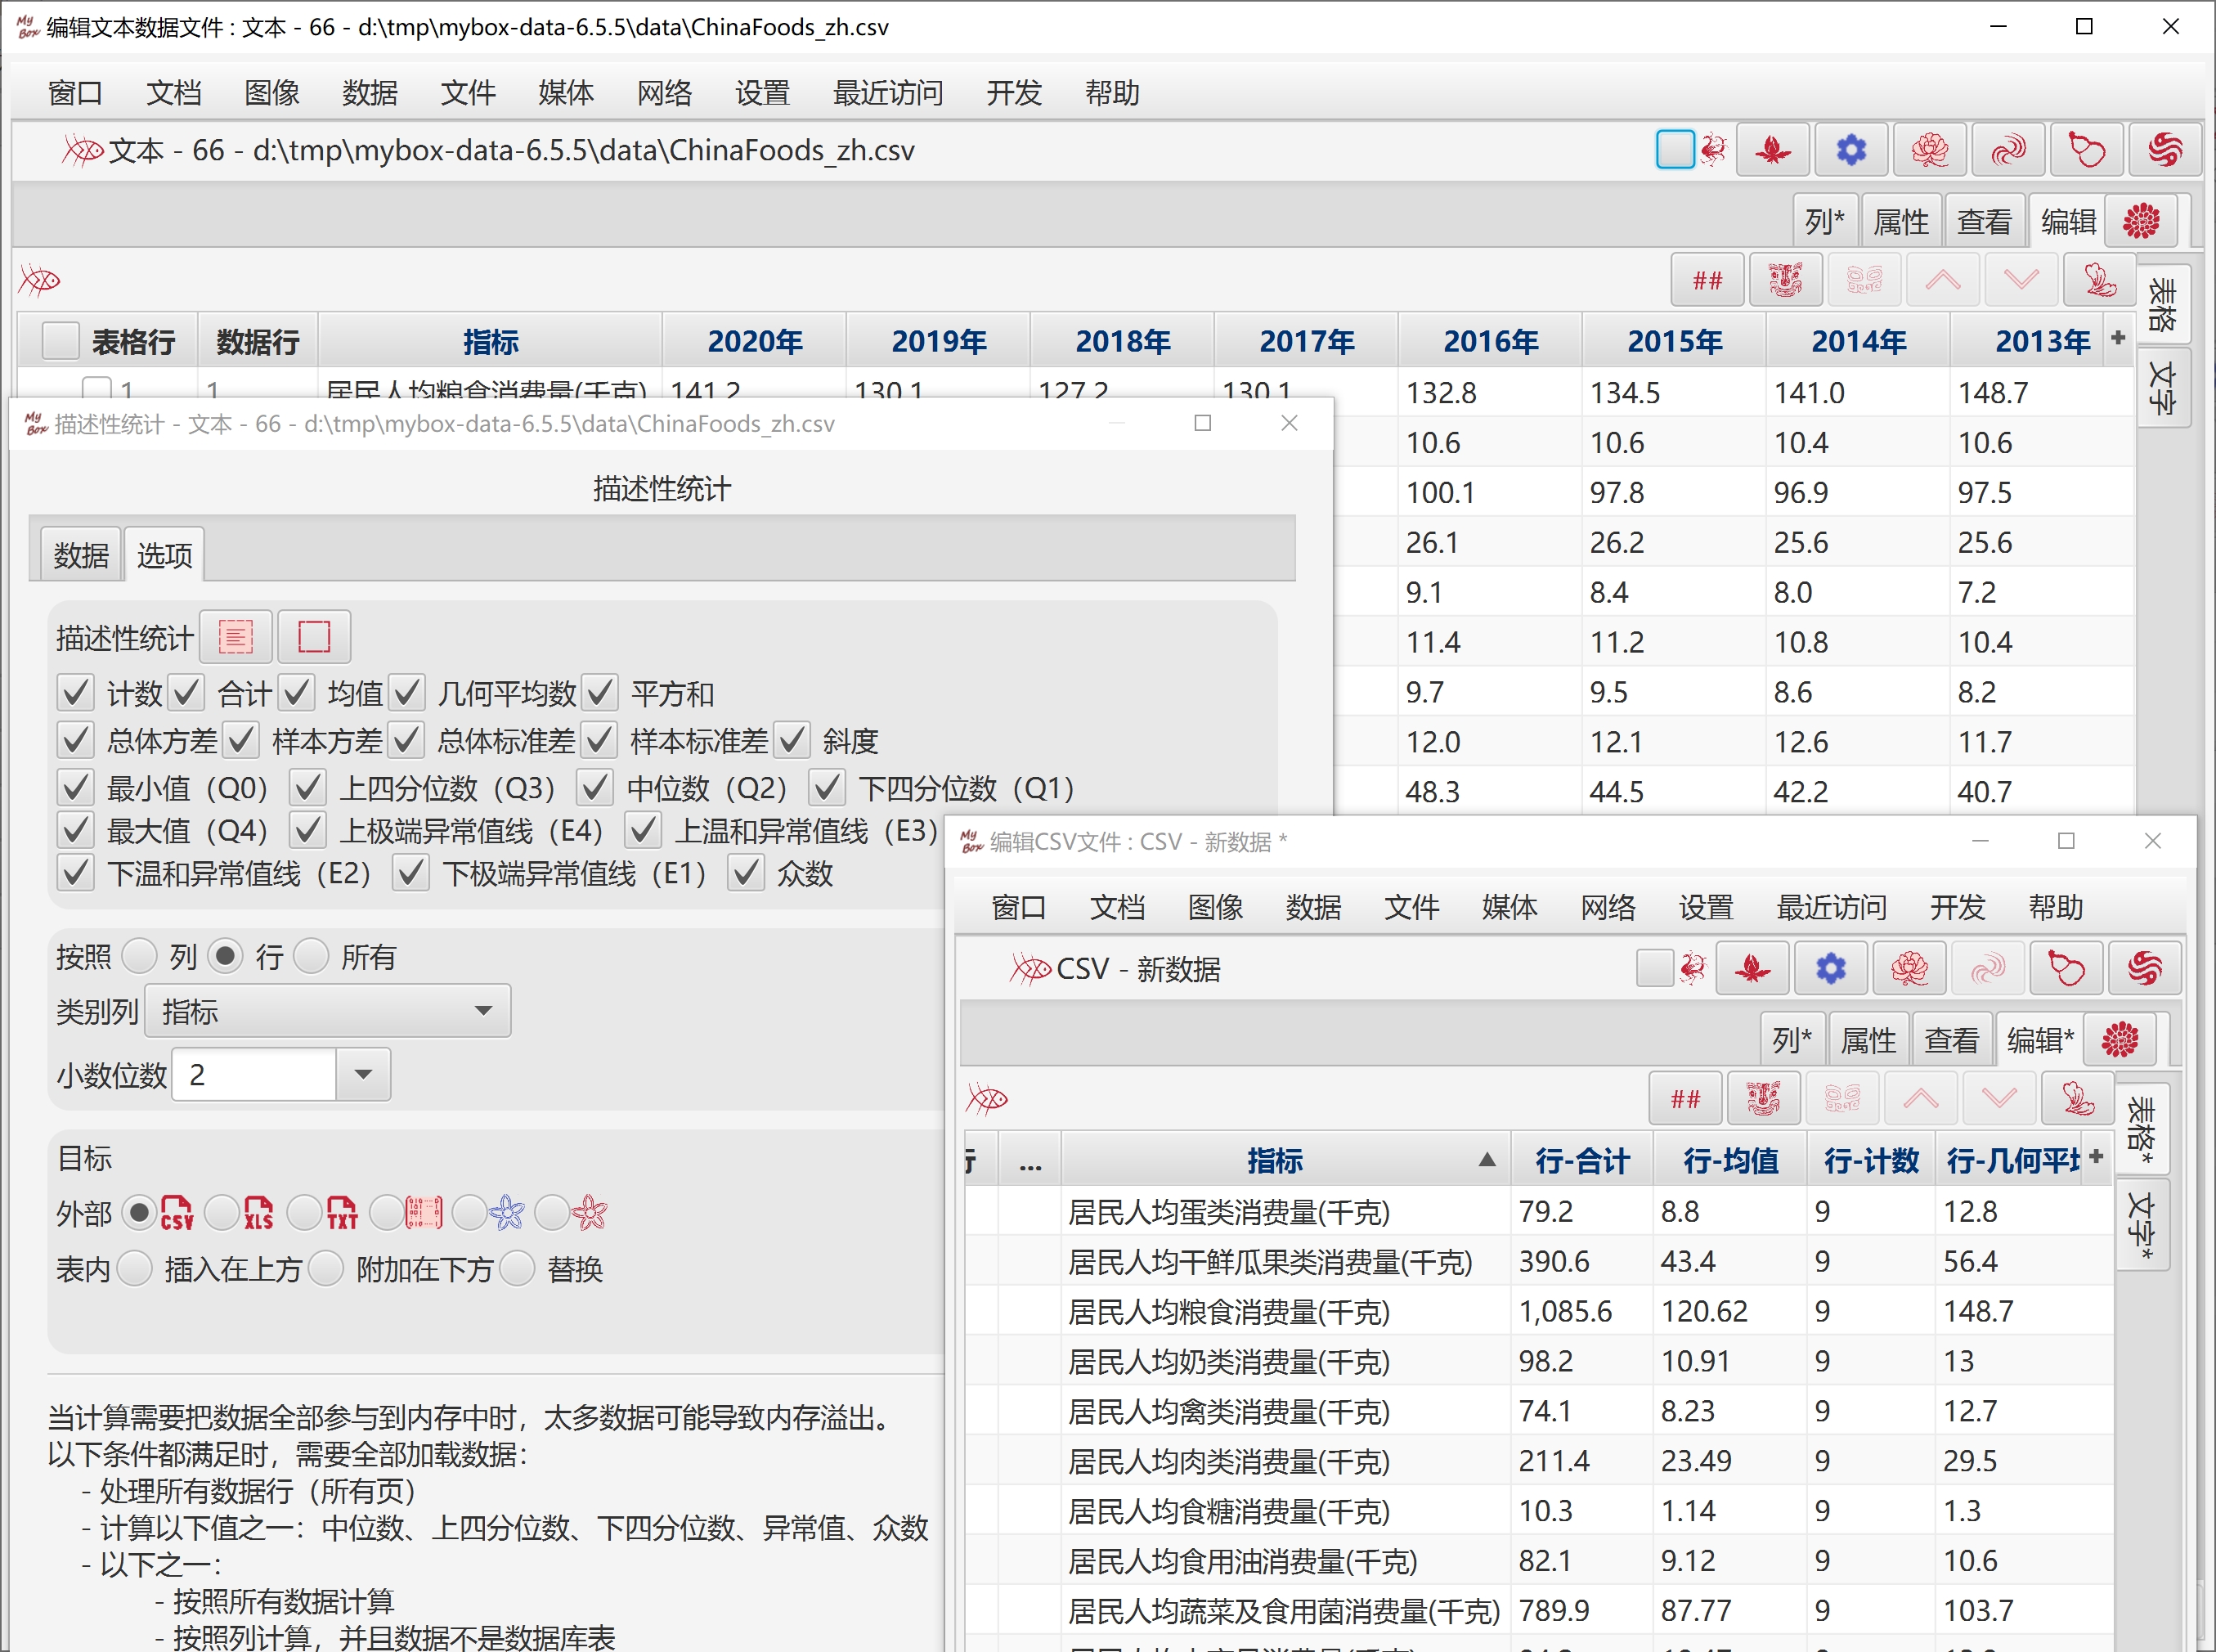 My Box 编辑文本数据文件 : 文本 - 66 - d:\tmp\mybox-data-6.5.5\data\ChinaFoods_zh.csv
窗口 文档 图像 数据 文件 媒体 网络 设置 最近访问 开发 帮助
文本 - 66 - d:\tmp\mybox-data-6.5.5\data\ChinaFoods_zh.csv
列* 属性 查看 编辑
##
表格
文字
表格行 数据行 指标 2020年 2019年 2018年 2017年 2016年 2015年 2014年 2013年 +
1 1 居民人均粮食消费量(千克) 141.2 130.1 127.2 130.1 132.8 134.5 141.0 148.7
10.6 10.6 10.4 10.6
100.1 97.8 96.9 97.5
26.1 26.2 25.6 25.6
9.1 8.4 8.0 7.2
11.4 11.2 10.8 10.4
9.7 9.5 8.6 8.2
12.0 12.1 12.6 11.7
48.3 44.5 42.2 40.7
My Box 描述性统计 - 文本 - 66 - d:\tmp\mybox-data-6.5.5\data\ChinaFoods_zh.csv
描述性统计
数据 选项
描述性统计
计数 合计 均值 几何平均数 平方和
总体方差 样本方差 总体标准差 样本标准差 斜度
最小值（Q0） 上四分位数（Q3） 中位数（Q2） 下四分位数（Q1）
最大值（Q4） 上极端异常值线（E4） 上温和异常值线（E3）
下温和异常值线（E2） 下极端异常值线（E1） 众数
按照 列 行 所有
类别列 指标
小数位数 2
目标
外部 CSV XLS TXT
表内 插入在上方 附加在下方 替换
当计算需要把数据全部参与到内存中时，太多数据可能导致内存溢出。
以下条件都满足时，需要全部加载数据：
- 处理所有数据行（所有页）
- 计算以下值之一：中位数、上四分位数、下四分位数、异常值、众数
- 以下之一：
- 按照所有数据计算
- 按照列计算，并且数据不是数据库表
My Box 编辑CSV文件 : CSV - 新数据 *
窗口 文档 图像 数据 文件 媒体 网络 设置 最近访问 开发 帮助
CSV - 新数据
列* 属性 查看 编辑*
##
表格*
文字*
... 指标 行-合计 行-均值 行-计数 行-几何平均 +
居民人均蛋类消费量(千克) 79.2 8.8 9 12.8
居民人均干鲜瓜果类消费量(千克) 390.6 43.4 9 56.4
居民人均粮食消费量(千克) 1,085.6 120.62 9 148.7
居民人均奶类消费量(千克) 98.2 10.91 9 13
居民人均禽类消费量(千克) 74.1 8.23 9 12.7
居民人均肉类消费量(千克) 211.4 23.49 9 29.5
居民人均食糖消费量(千克) 10.3 1.14 9 1.3
居民人均食用油消费量(千克) 82.1 9.12 9 10.6
居民人均蔬菜及食用菌消费量(千克) 789.9 87.77 9 103.7